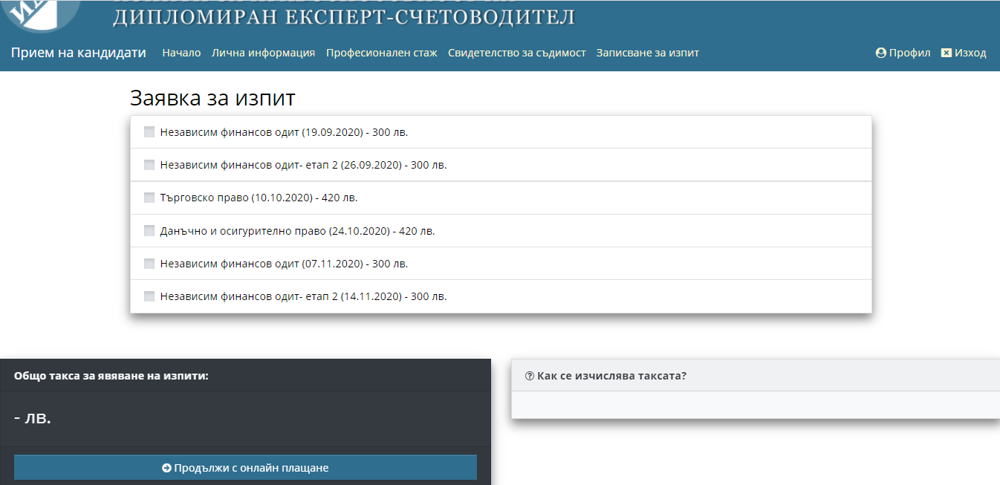 ДИПЛОМИРАН ЕКСПЕРТ-СЧЕТОВОДИТЕЛ
Прием на кандидати Начало Лична информация Професионален стаж Свидетелство за съдимост Записване за изпит Профил Изход
Заявка за изпит
Независим финансов одит (19.09.2020) - 300 лв.
Независим финансов одит- етап 2 (26.09.2020) - 300 лв.
Търговско право (10.10.2020) - 420 лв.
Данъчно и осигурително право (24.10.2020) - 420 лв.
Независим финансов одит (07.11.2020) - 300 лв.
Независим финансов одит- етап 2 (14.11.2020) - 300 лв.
Общо такса за явяване на изпити:
- лв.
Продължи с онлайн плащане
Как се изчислява таксата?